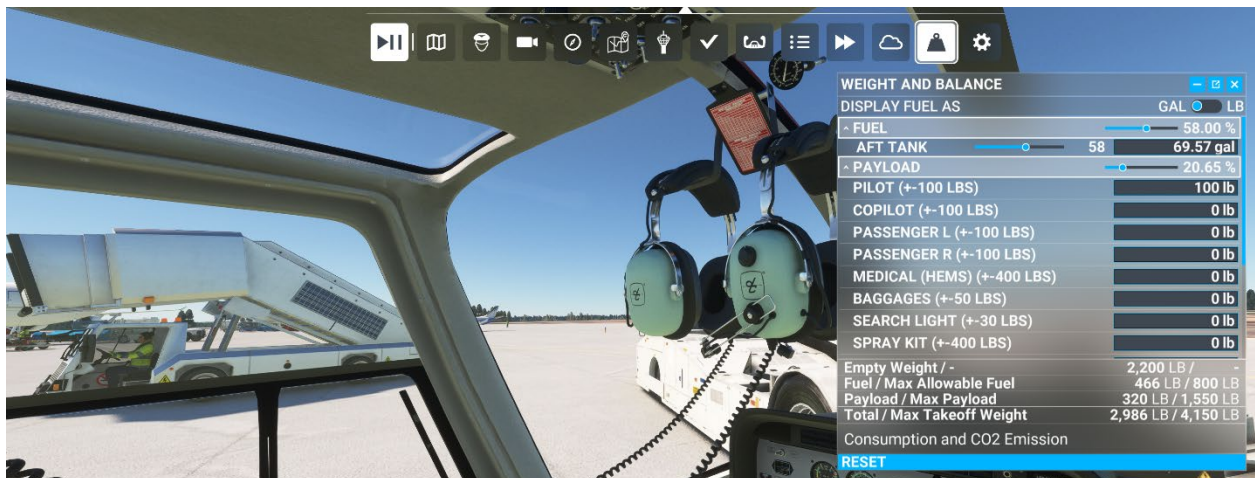 WEIGHT AND BALANCE
DISPLAY FUEL AS GAL LB
FUEL 58.00 %
AFT TANK 58 69.57 gal
PAYLOAD 20.65 %
PILOT (+-100 LBS) 100 lb
COPILOT (+-100 LBS) 0 lb
PASSENGER L (+-100 LBS) 0 lb
PASSENGER R (+-100 LBS) 0 lb
MEDICAL (HEMS) (+-400 LBS) 0 lb
BAGGAGES (+-50 LBS) 0 lb
SEARCH LIGHT (+-30 LBS) 0 lb
SPRAY KIT (+-400 LBS) 0 lb
Empty Weight / - 2,200 LB / -
Fuel / Max Allowable Fuel 466 LB / 800 LB
Payload / Max Payload 320 LB / 1,550 LB
Total / Max Takeoff Weight 2,986 LB / 4,150 LB
Consumption and CO2 Emission
RESET